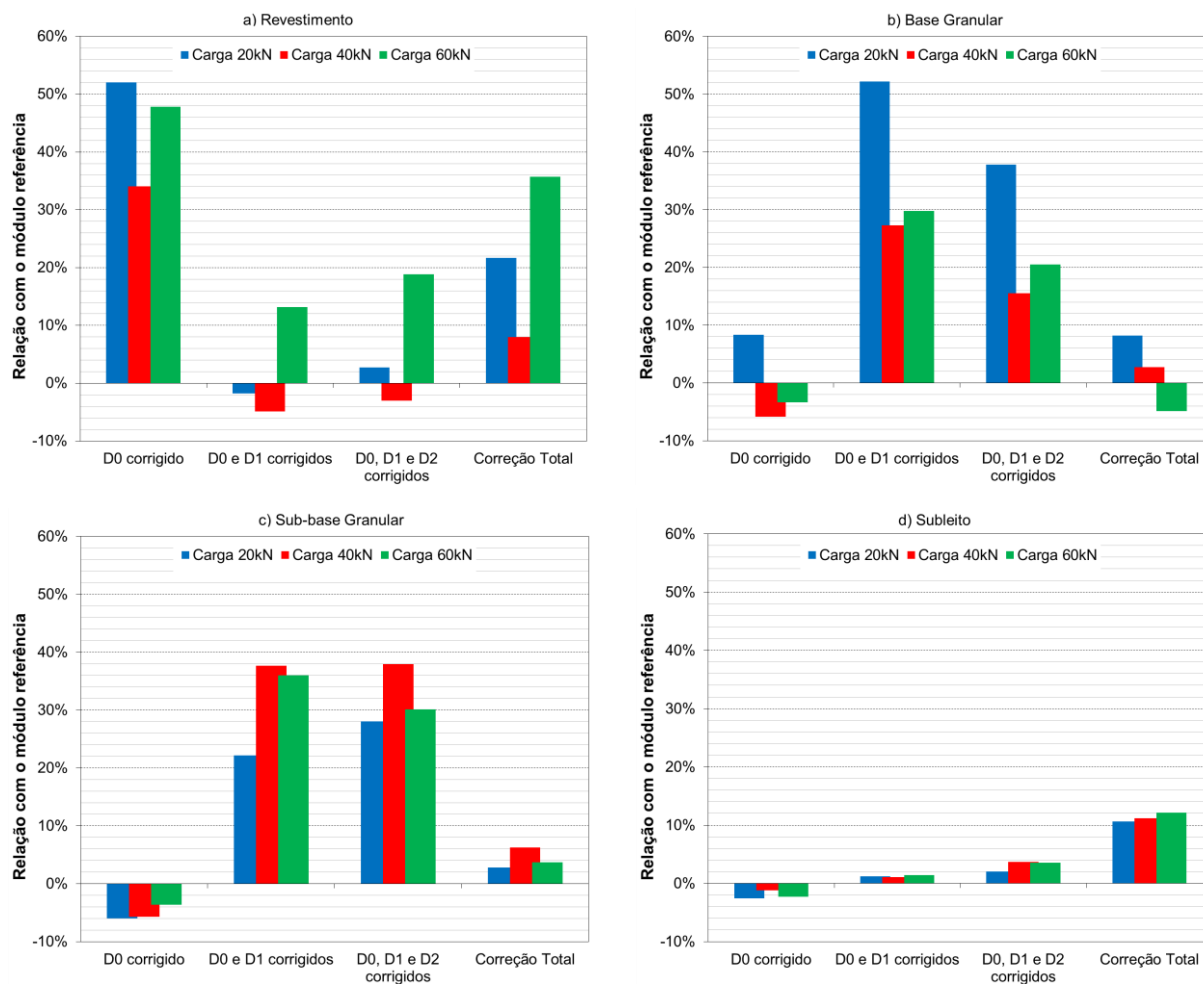 a) Revestimento
Carga 20kN Carga 40kN Carga 60kN
Relação com o módulo referência
60%
50%
40%
30%
20%
10%
0%
-10%
D0 corrigido D0 e D1 corrigidos D0, D1 e D2 Correção Total
corrigidos
b) Base Granular
Carga 20kN Carga 40kN Carga 60kN
Relação com o módulo referência
60%
50%
40%
30%
20%
10%
0%
-10%
D0 corrigido D0 e D1 corrigidos D0, D1 e D2 Correção Total
corrigidos
c) Sub-base Granular
Carga 20kN Carga 40kN Carga 60kN
Relação com o módulo referência
60%
50%
40%
30%
20%
10%
0%
-10%
D0 corrigido D0 e D1 corrigidos D0, D1 e D2 Correção Total
corrigidos
d) Subleito
Carga 20kN Carga 40kN Carga 60kN
Relação com o módulo referência
60%
50%
40%
30%
20%
10%
0%
-10%
D0 corrigido D0 e D1 corrigidos D0, D1 e D2 Correção Total
corrigidos